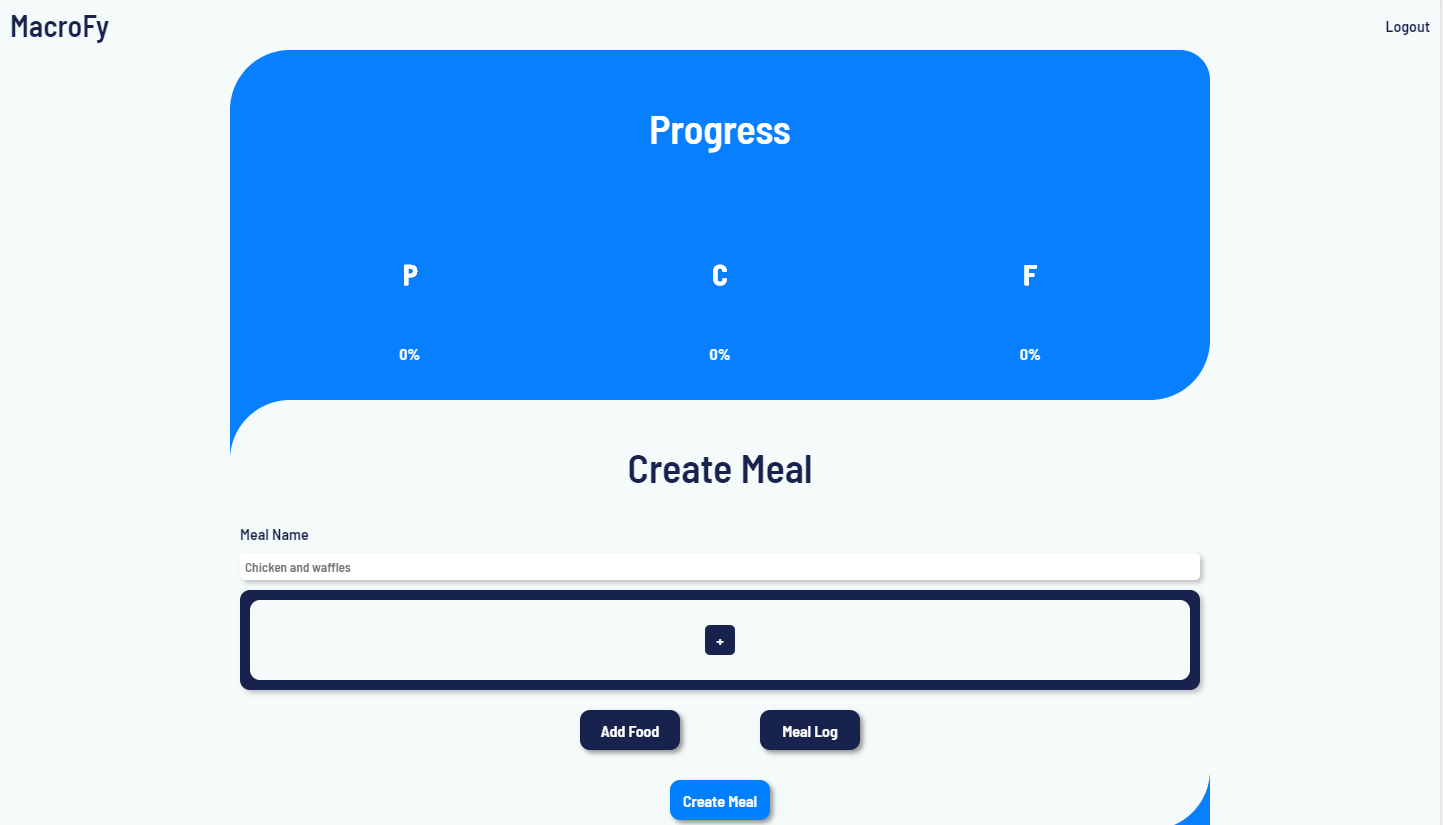 MacroFy
Logout
Progress
P C F
0% 0% 0%
Create Meal
Meal Name
Chicken and waffles
+
Add Food Meal Log
Create Meal